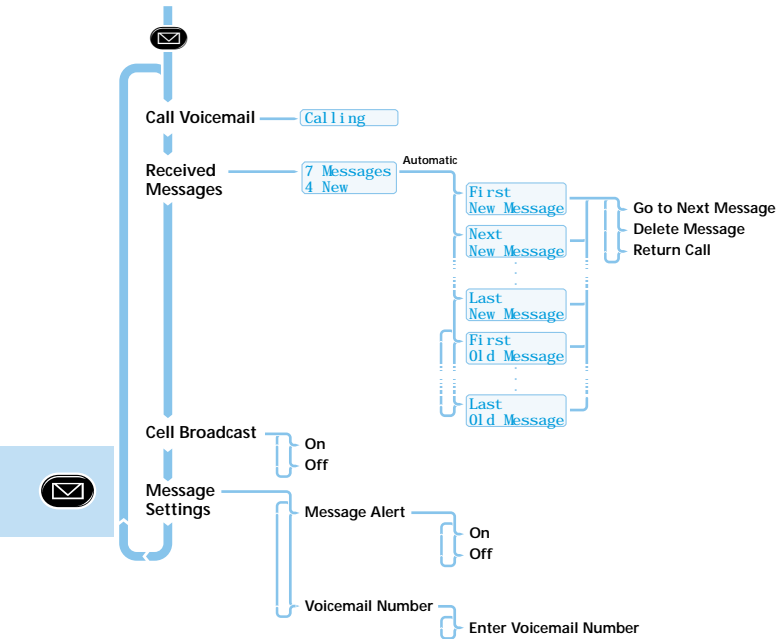 Call Voicemail
Calling
Received
Messages
7 Messages
4 New
Automatic
First
New Message
Go to Next Message
Delete Message
Return Call
Next
New Message
Last
New Message
First
Old Message
Last
Old Message
Cell Broadcast
On
Off
Message
Settings
Message Alert
On
Off
Voicemail Number
Enter Voicemail Number